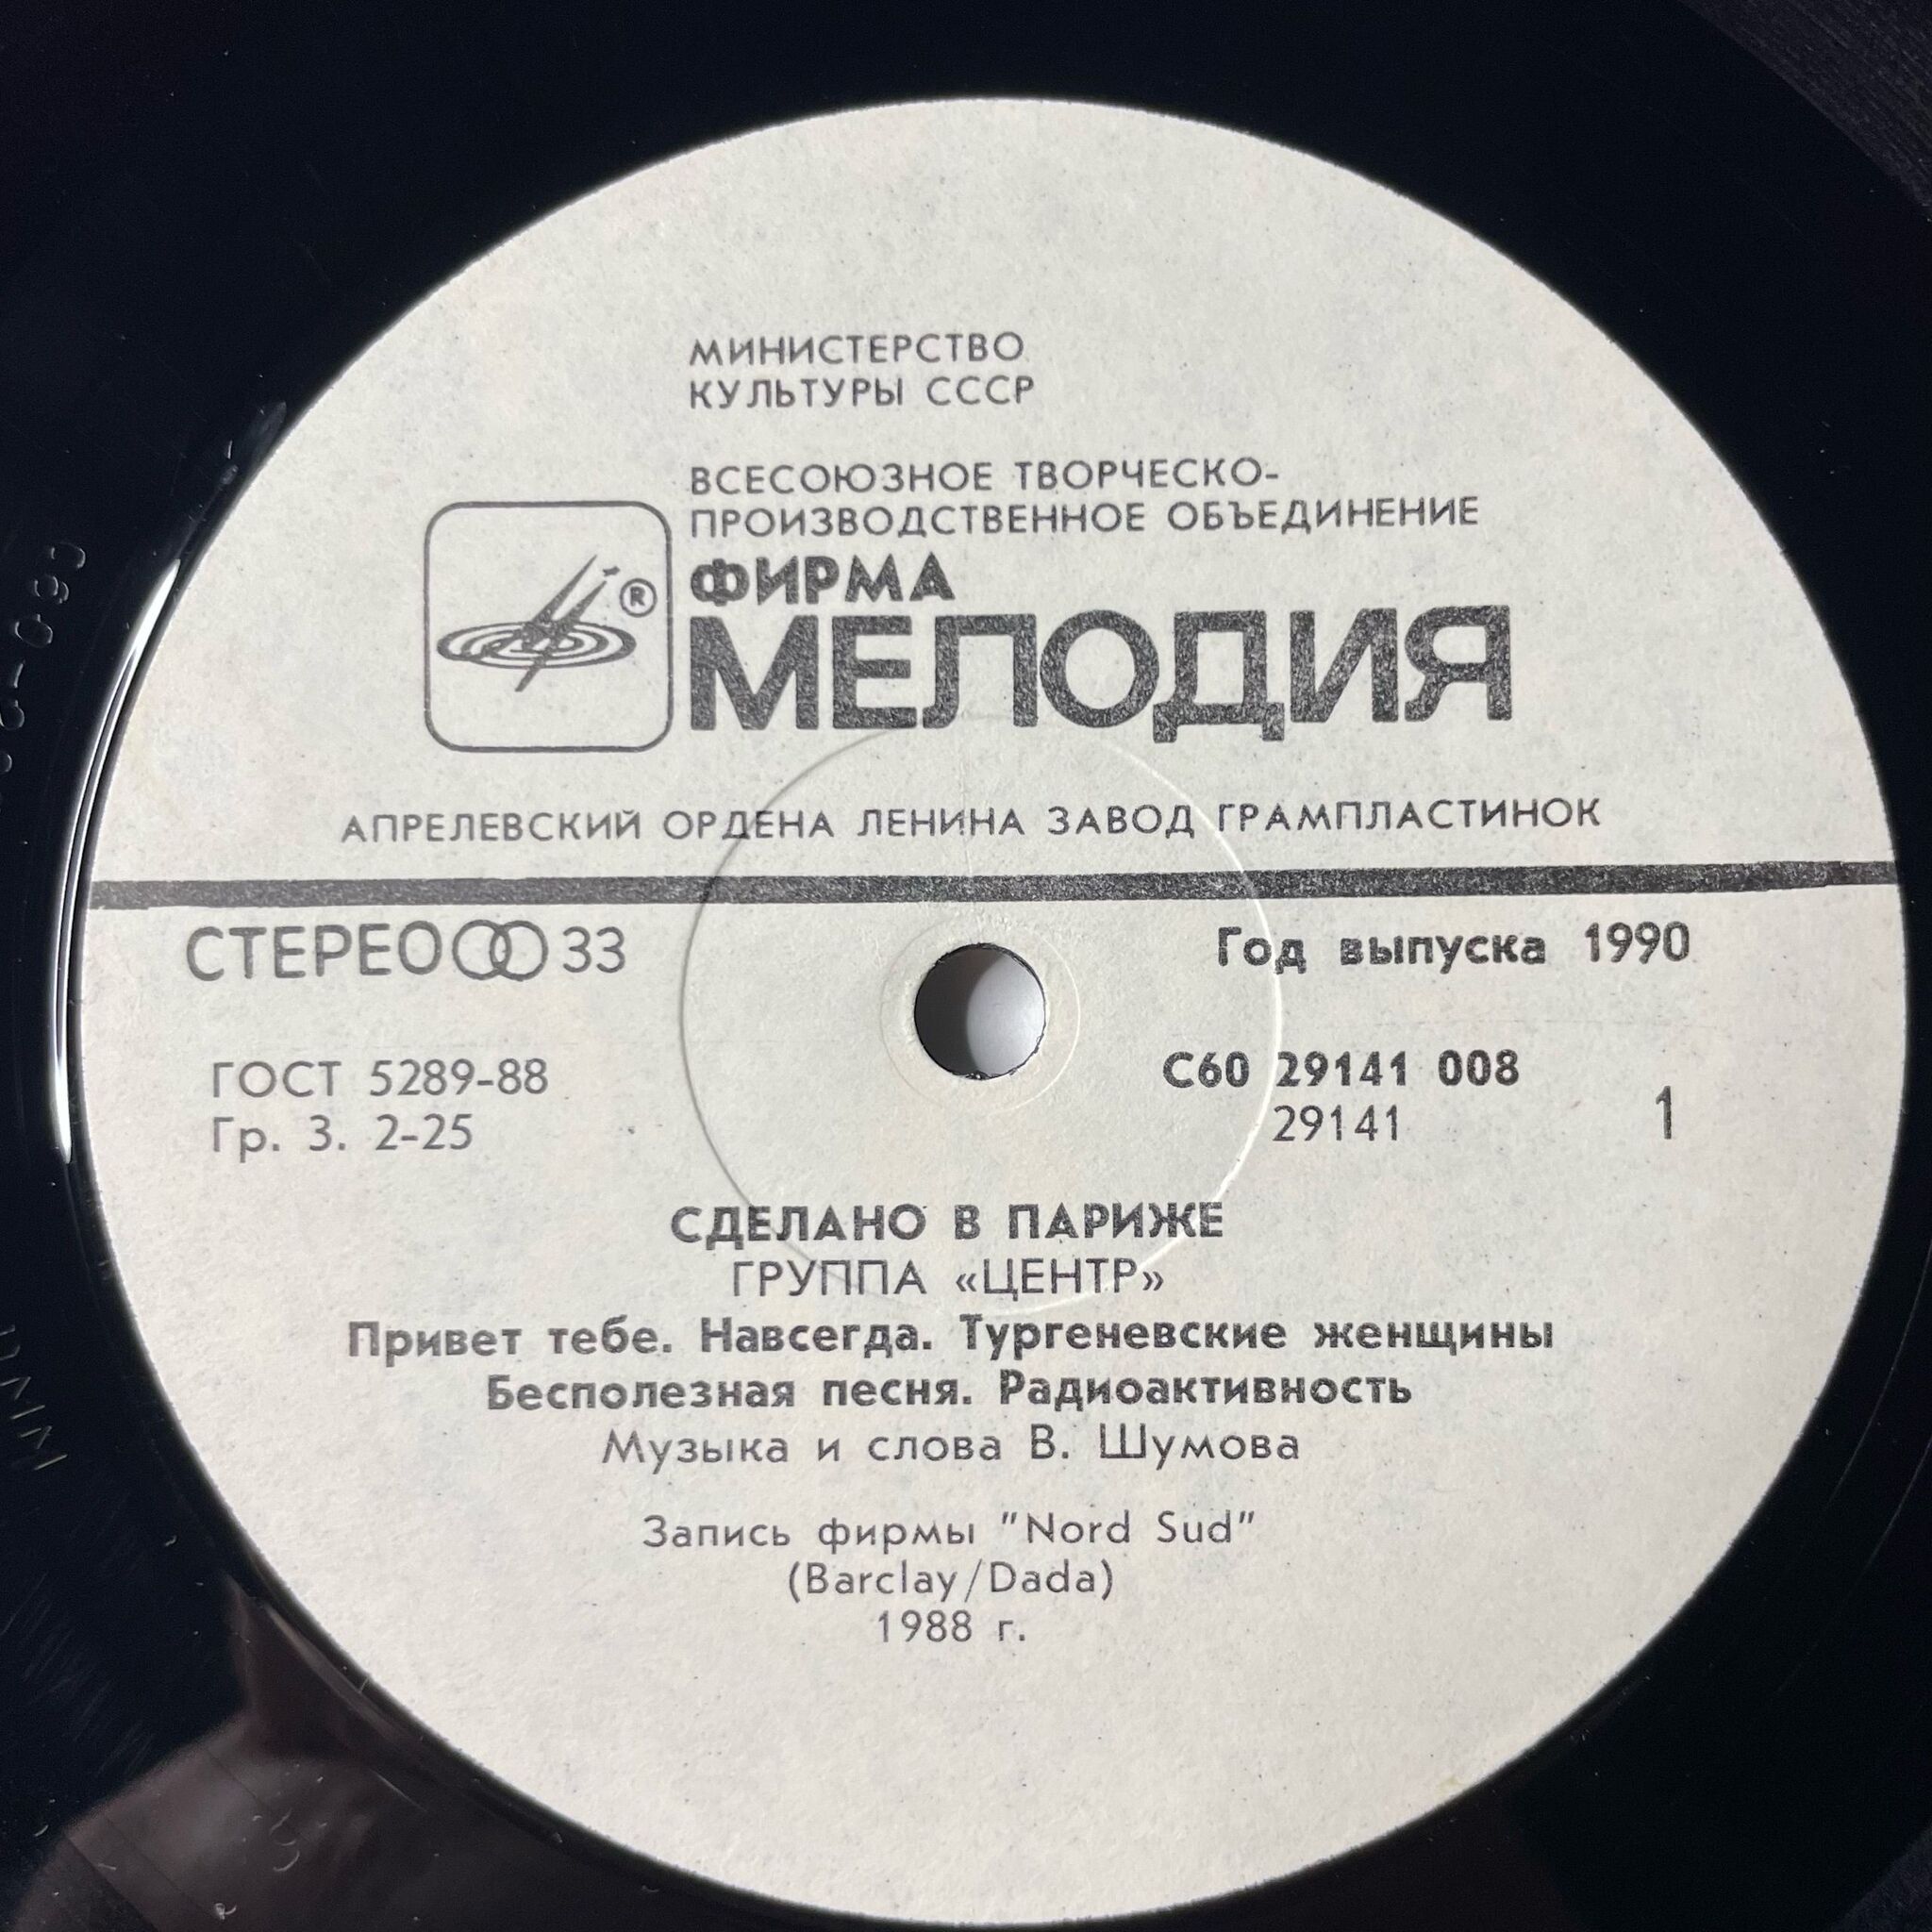 МИНИСТЕРСТВО
КУЛЬТУРЫ СССР
ВСЕСОЮЗНОЕ ТВОРЧЕСКО-
ПРОИЗВОДСТВЕННОЕ ОБЪЕДИНЕНИЕ
ФИРМА
®
МЕЛОДИЯ
АПРЕЛЕВСКИЙ ОРДЕНА ЛЕНИНА ЗАВОД ГРАМПЛАСТИНОК
СТЕРЕО 33
Год выпуска 1990
ГОСТ 5289-88
Гр. 3. 2-25
С60 29141 008
29141
1
СДЕЛАНО В ПАРИЖЕ
ГРУППА «ЦЕНТР»
Привет тебе. Навсегда. Тургеневские женщины
Бесполезная песня. Радиоактивность
Музыка и слова В. Шумова
Запись фирмы "Nord Sud"
(Barclay/Dada)
1988 г.